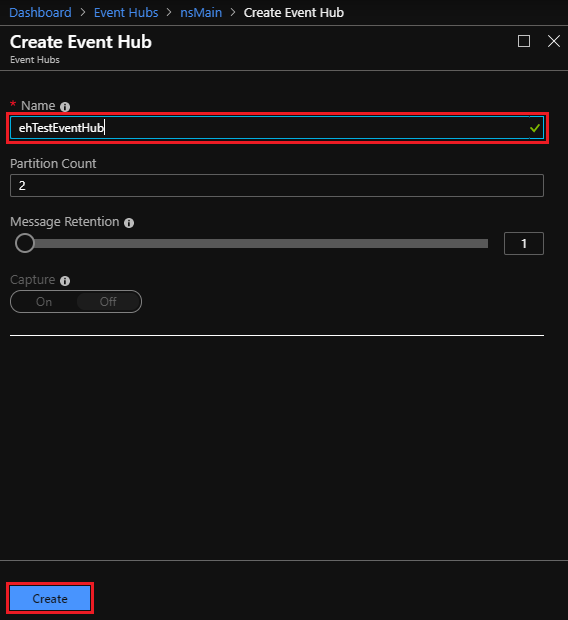 Dashboard > Event Hubs > nsMain > Create Event Hub
Create Event Hub
Event Hubs
* Name
ehTestEventHub
Partition Count
2
Message Retention
1
Capture
On Off
Create